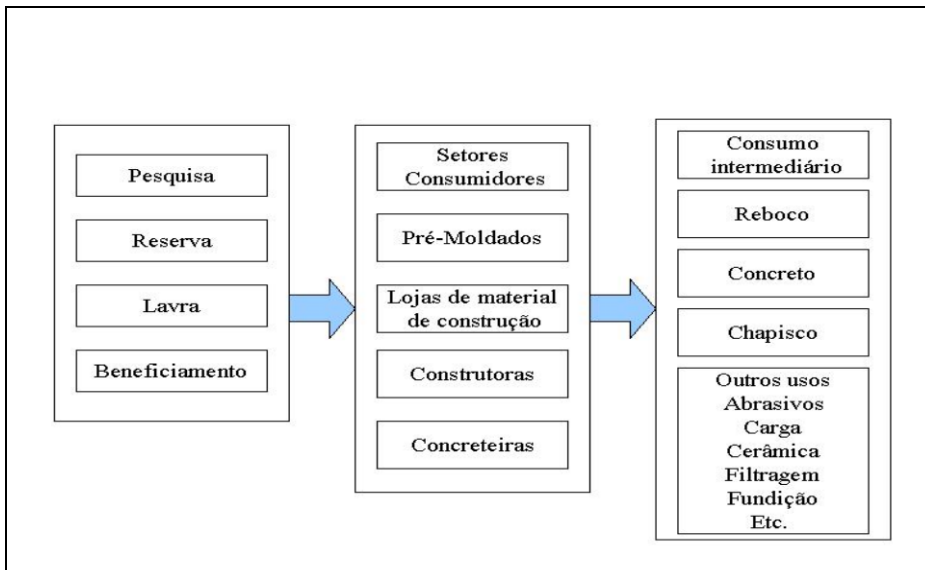 Pesquisa
Reserva
Lavra
Beneficiamento
Setores
Consumidores
Pré-Moldados
Lojas de material
de construção
Construtoras
Concreteiras
Consumo
intermediário
Reboco
Concreto
Chapisco
Outros usos
Abrasivos
Carga
Cerâmica
Filtragem
Fundição
Etc.